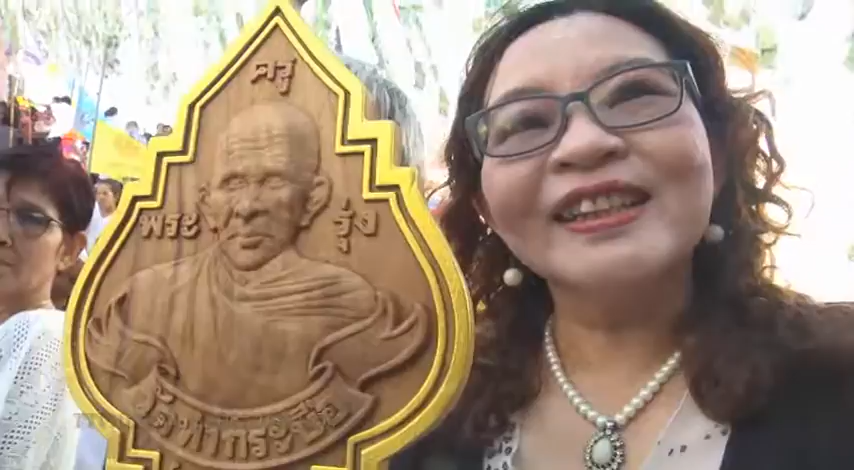 ครู
พระ รุ่ง
วัดท่ากระบือ